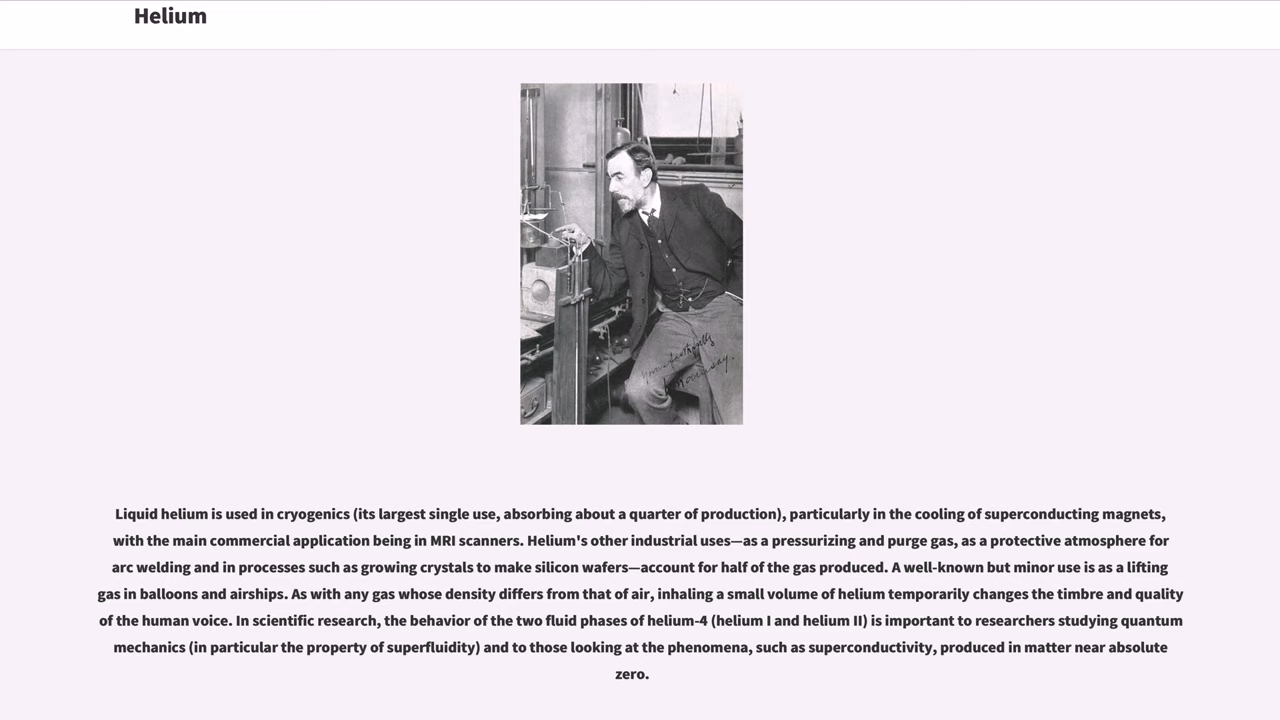 Helium
Yours faithfully
W. Ramsay.
Liquid helium is used in cryogenics (its largest single use, absorbing about a quarter of production), particularly in the cooling of superconducting magnets,
with the main commercial application being in MRI scanners. Helium's other industrial uses—as a pressurizing and purge gas, as a protective atmosphere for
arc welding and in processes such as growing crystals to make silicon wafers—account for half of the gas produced. A well-known but minor use is as a lifting
gas in balloons and airships. As with any gas whose density differs from that of air, inhaling a small volume of helium temporarily changes the timbre and quality
of the human voice. In scientific research, the behavior of the two fluid phases of helium-4 (helium I and helium II) is important to researchers studying quantum
mechanics (in particular the property of superfluidity) and to those looking at the phenomena, such as superconductivity, produced in matter near absolute
zero.